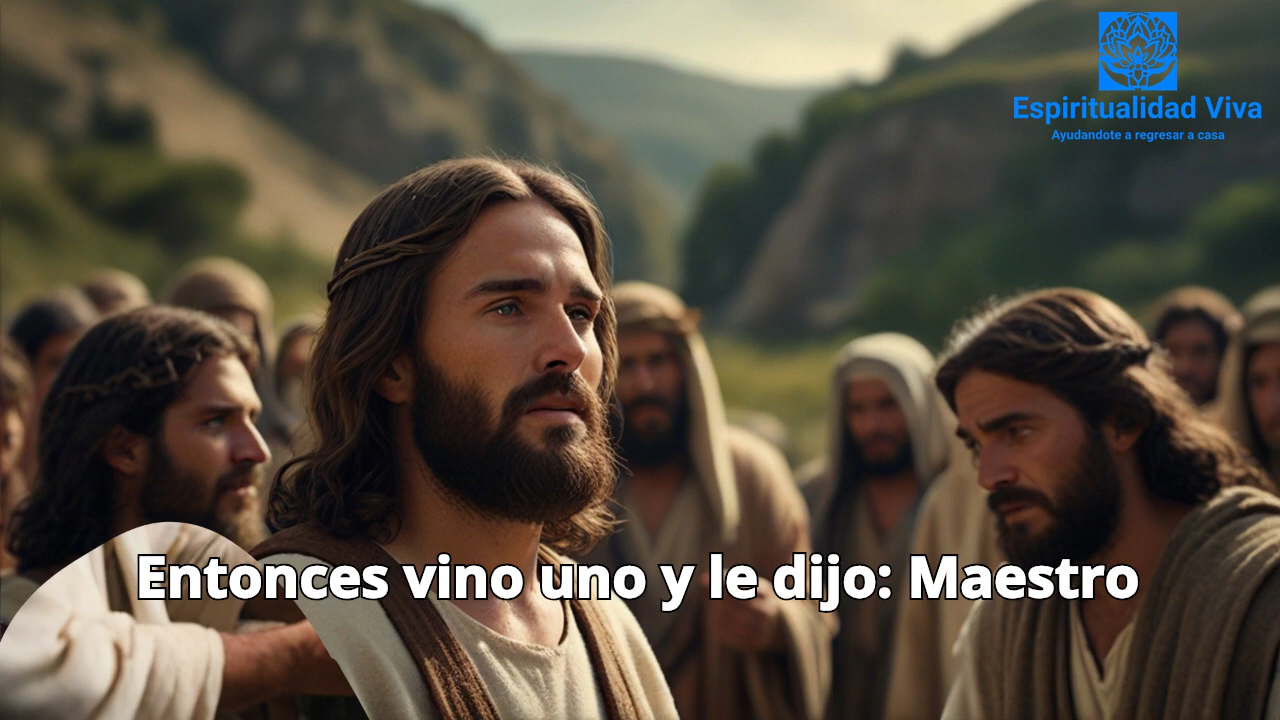 Espiritualidad Viva
Ayudandote a regresar a casa
Entonces vino uno y le dijo: Maestro